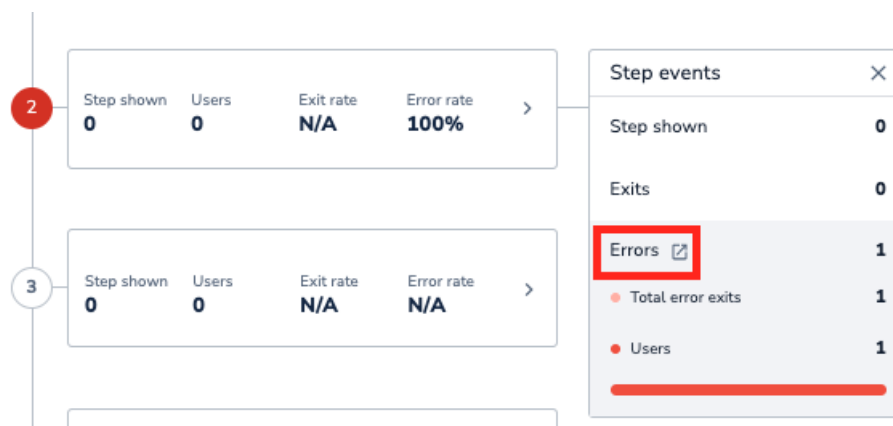 2
Step shown Users Exit rate Error rate
0 0 N/A 100%
3
Step shown Users Exit rate Error rate
0 0 N/A N/A
Step events
Step shown 0
Exits 0
Errors 1
Total error exits 1
Users 1